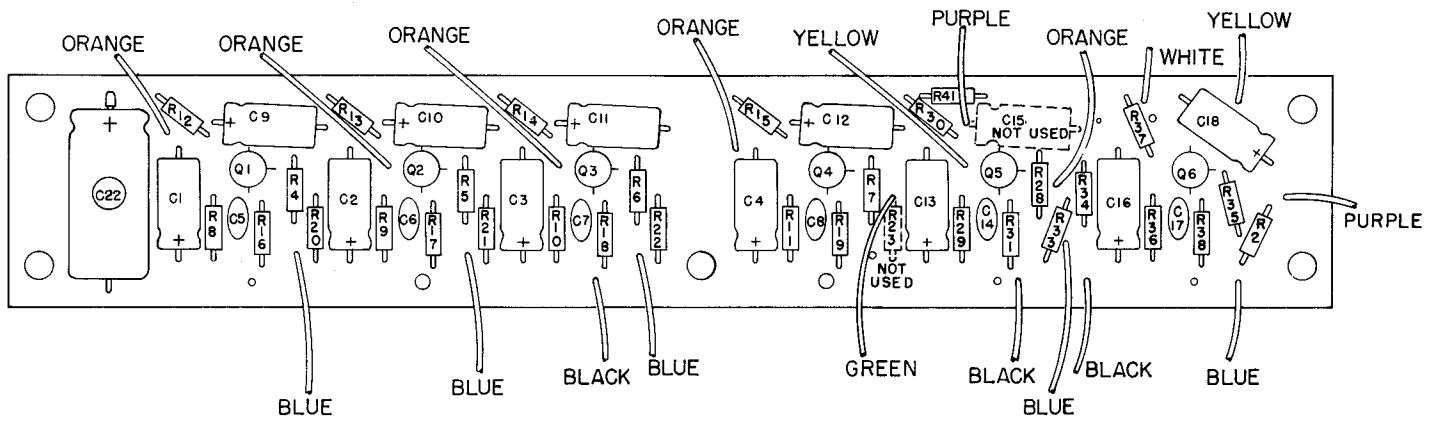 PURPLE
YELLOW
ORANGE
ORANGE
ORANGE
ORANGE
YELLOW
ORANGE
WHITE
R12
C9
R13
C10
R14
C11
R15
C12
R30
R41
C15
NOT USED
R37
C18
C22
C1
Q1
R4
C2
Q2
R5
C3
Q3
R6
C4
Q4
R7
C13
Q5
R28
R34
C16
Q6
R35
R8
C5
R16
R20
R9
C6
R17
R21
R10
C7
R18
R22
R11
C8
R19
R23
NOT
USED
R29
C14
R31
R33
R36
C17
R38
R2
PURPLE
BLUE
BLUE
BLACK
BLUE
GREEN
BLACK
BLUE
BLACK
BLUE